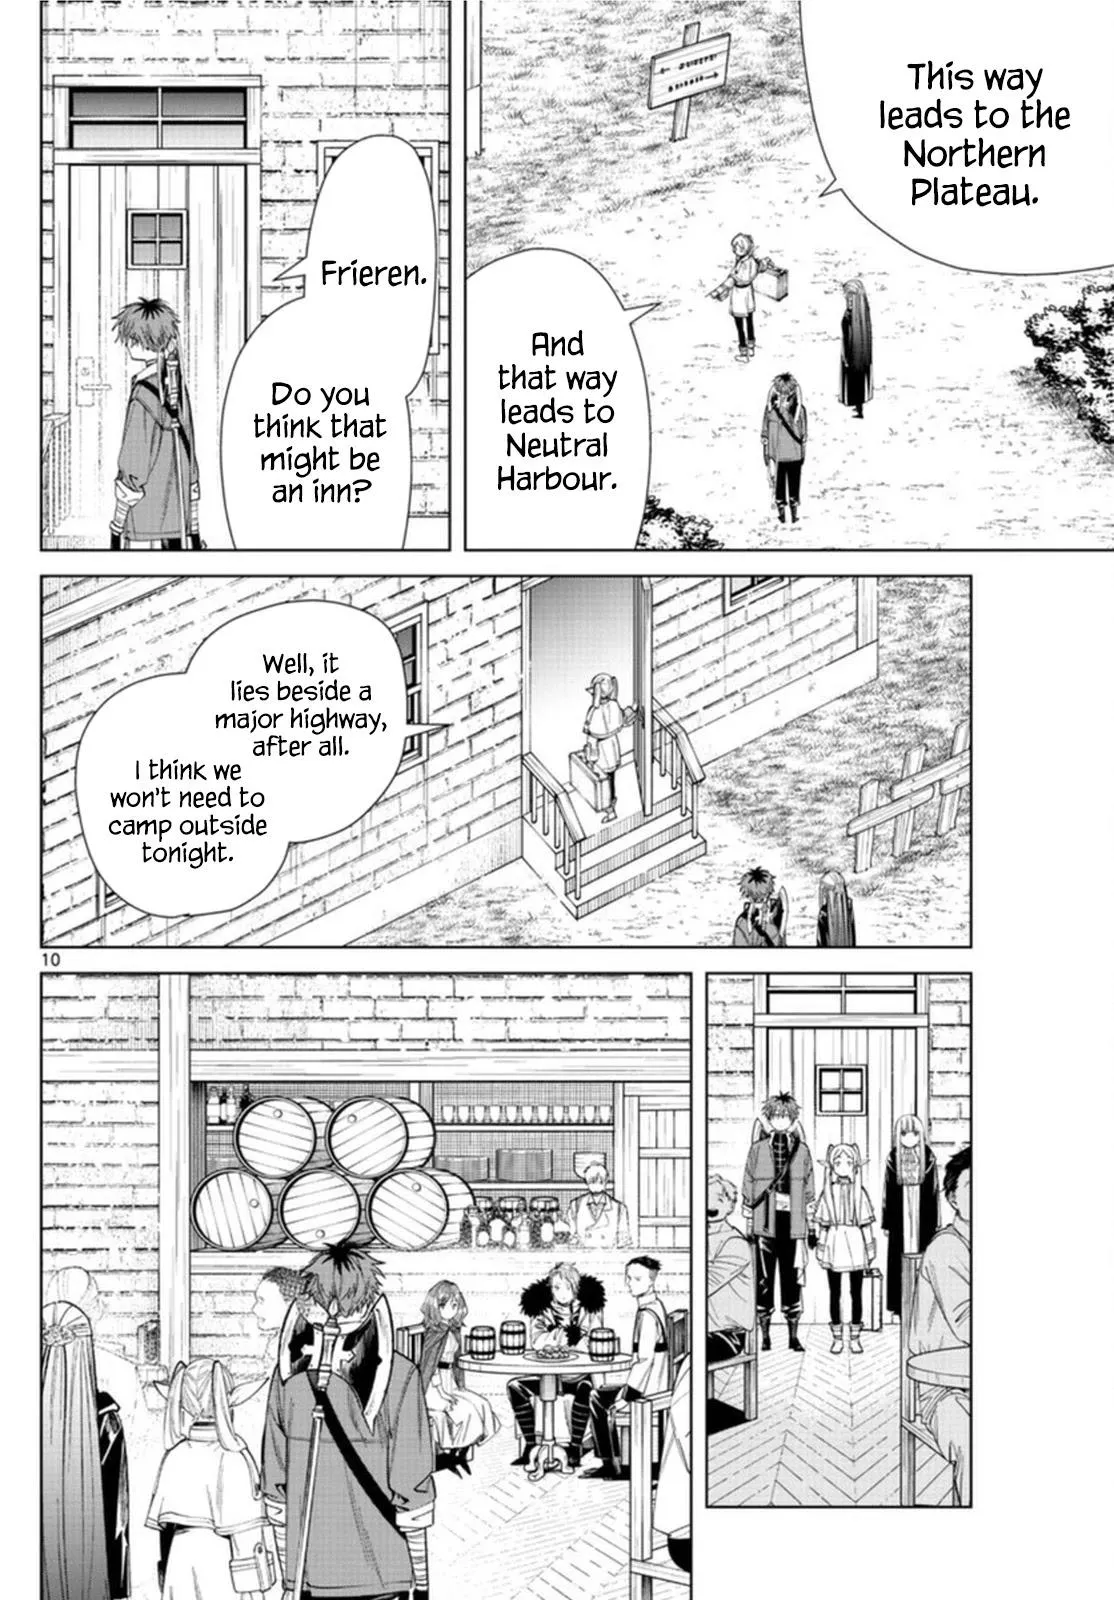 This way
leads to the
Northern
Plateau.
And
that way
leads to
Neutral
Harbour.
Frieren.
Do you
think that
might be
an inn?
Well, it
lies beside a
major highway,
after all.
I think we
won't need to
camp outside
tonight.
10